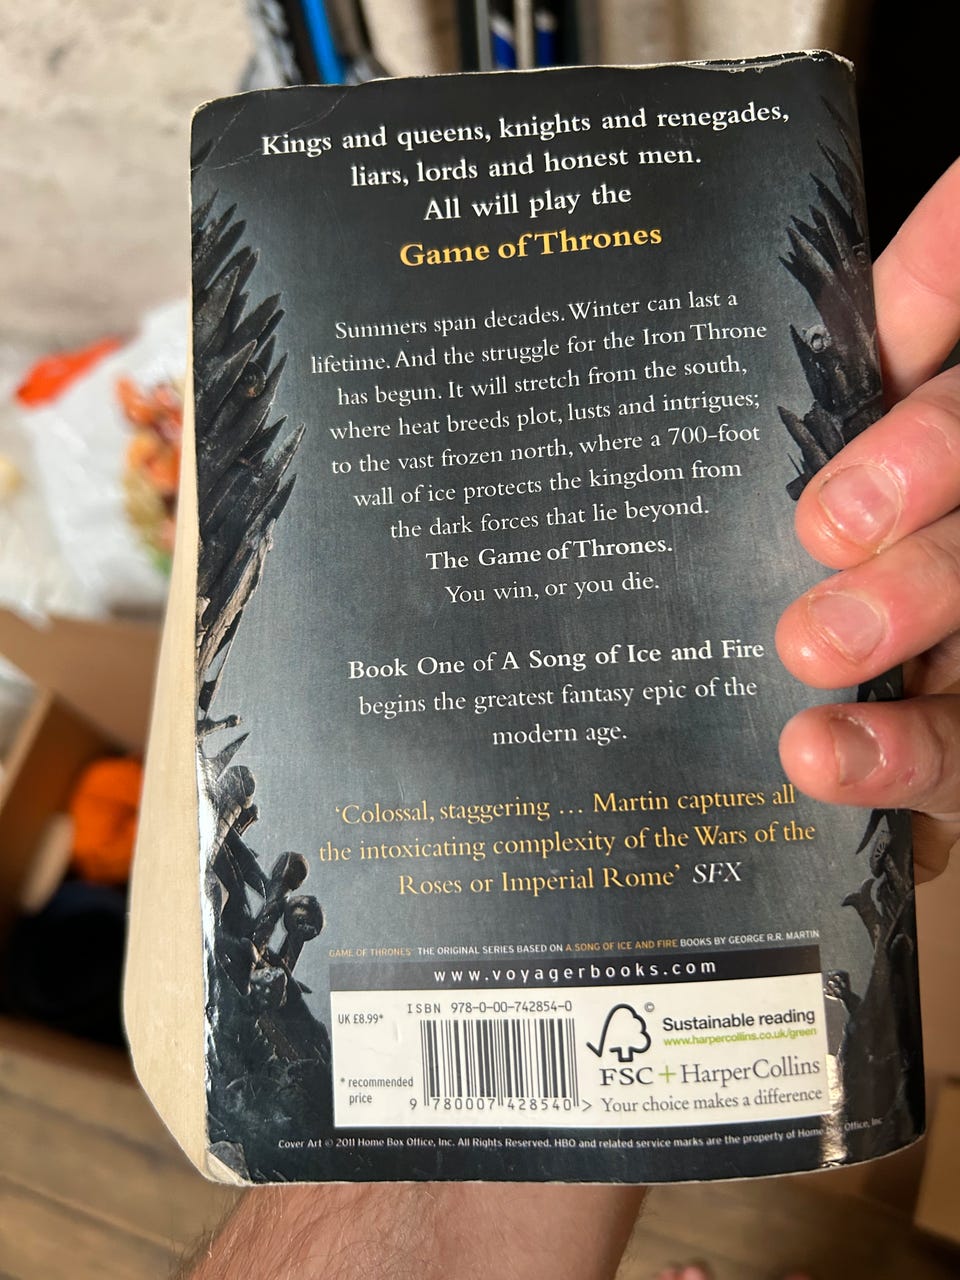 Kings and queens, knights and renegades,
liars, lords and honest men.
All will play the
Game of Thrones
Summers span decades. Winter can last a
lifetime. And the struggle for the Iron Throne
has begun. It will stretch from the south,
where heat breeds plot, lusts and intrigues;
to the vast frozen north, where a 700-foot
wall of ice protects the kingdom from
the dark forces that lie beyond.
The Game of Thrones.
You win, or you die.
Book One of A Song of Ice and Fire
begins the greatest fantasy epic of the
modern age.
‘Colossal, staggering … Martin captures all
the intoxicating complexity of the Wars of the
Roses or Imperial Rome’ SFX
GAME OF THRONES™ THE ORIGINAL SERIES BASED ON A SONG OF ICE AND FIRE BOOKS BY GEORGE R.R. MARTIN
www.voyagerbooks.com
UK £8.99*
ISBN 978-0-00-742854-0
* recommended
price
9 780007 428540 >
©
Sustainable reading
www.harpercollins.co.uk/green
FSC + HarperCollins
Your choice makes a difference
Cover Art © 2011 Home Box Office, Inc. All Rights Reserved. HBO and related service marks are the property of Home Box Office, Inc